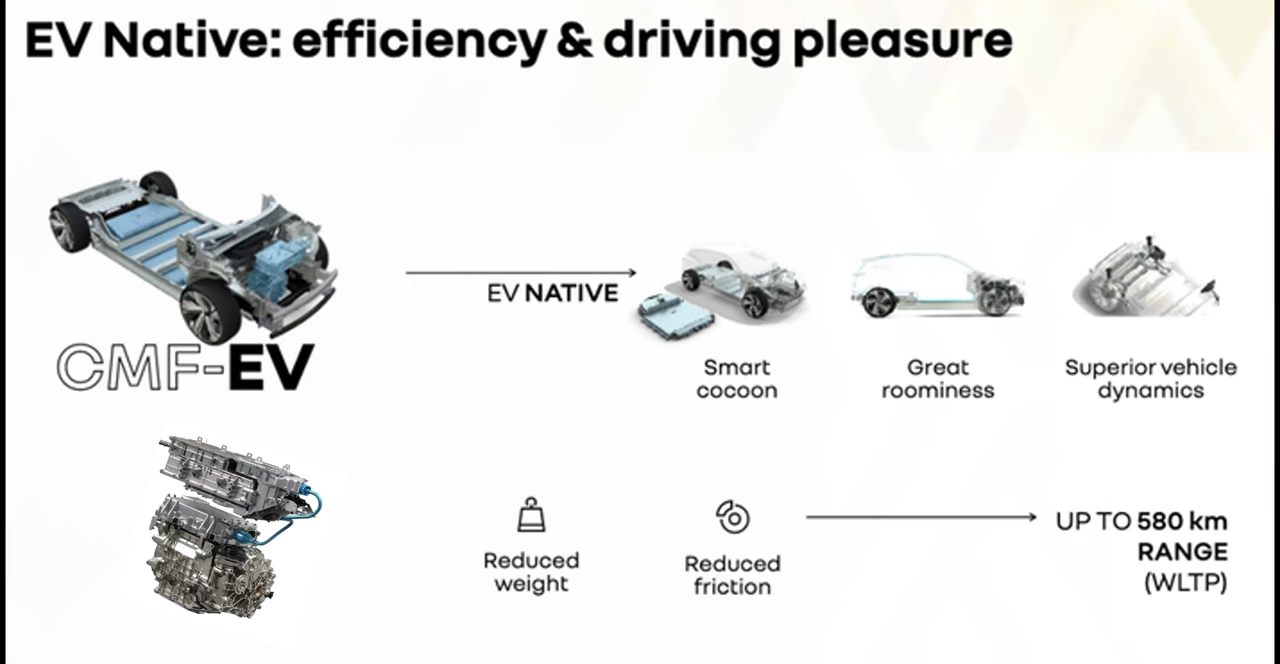 EV Native: efficiency & driving pleasure
EV NATIVE
CMF-EV
Smart
cocoon
Great
roominess
Superior vehicle
dynamics
Reduced
weight
Reduced
friction
UP TO 580 km
RANGE
(WLTP)